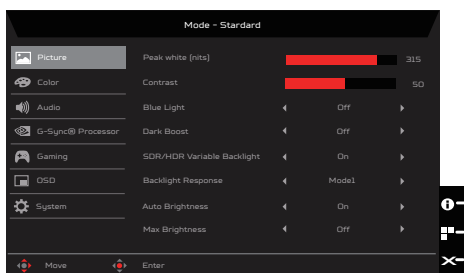 Mode - Stardard
Picture
Peak white (nits) 315
Color
Contrast 50
Audio
Blue Light Off
G-Sync® Processor
Dark Boost Off
Gaming
SDR/HDR Variable Backlight On
OSD
Backlight Response Mode1
System
Auto Brightness On
Max Brightness Off
Move Enter